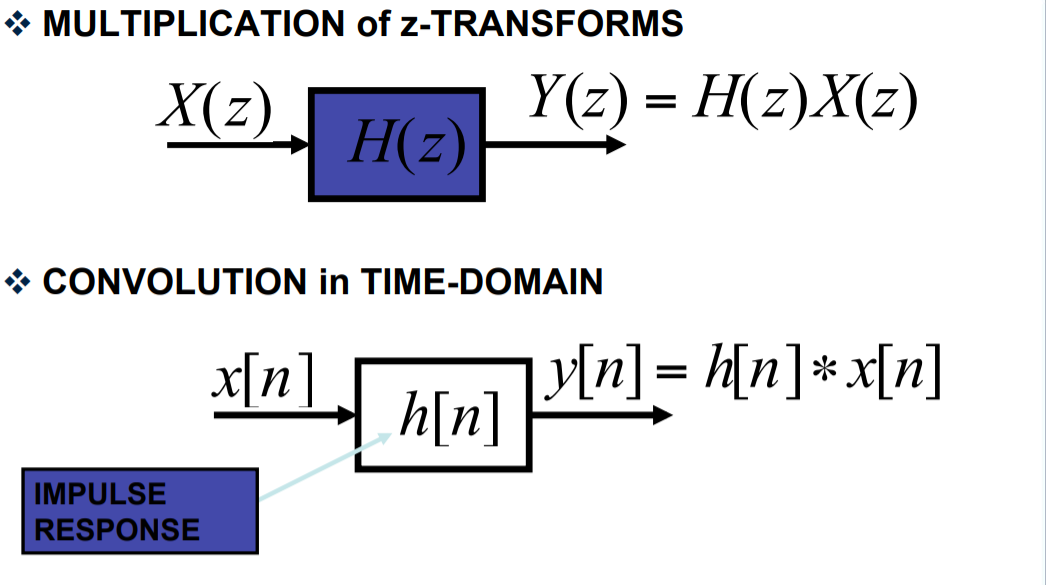 ❖ MULTIPLICATION of z-TRANSFORMS
X(z)
H(z)
Y(z) = H(z)X(z)
❖ CONVOLUTION in TIME-DOMAIN
x[n]
h[n]
y[n] = h[n] * x[n]
IMPULSE
RESPONSE